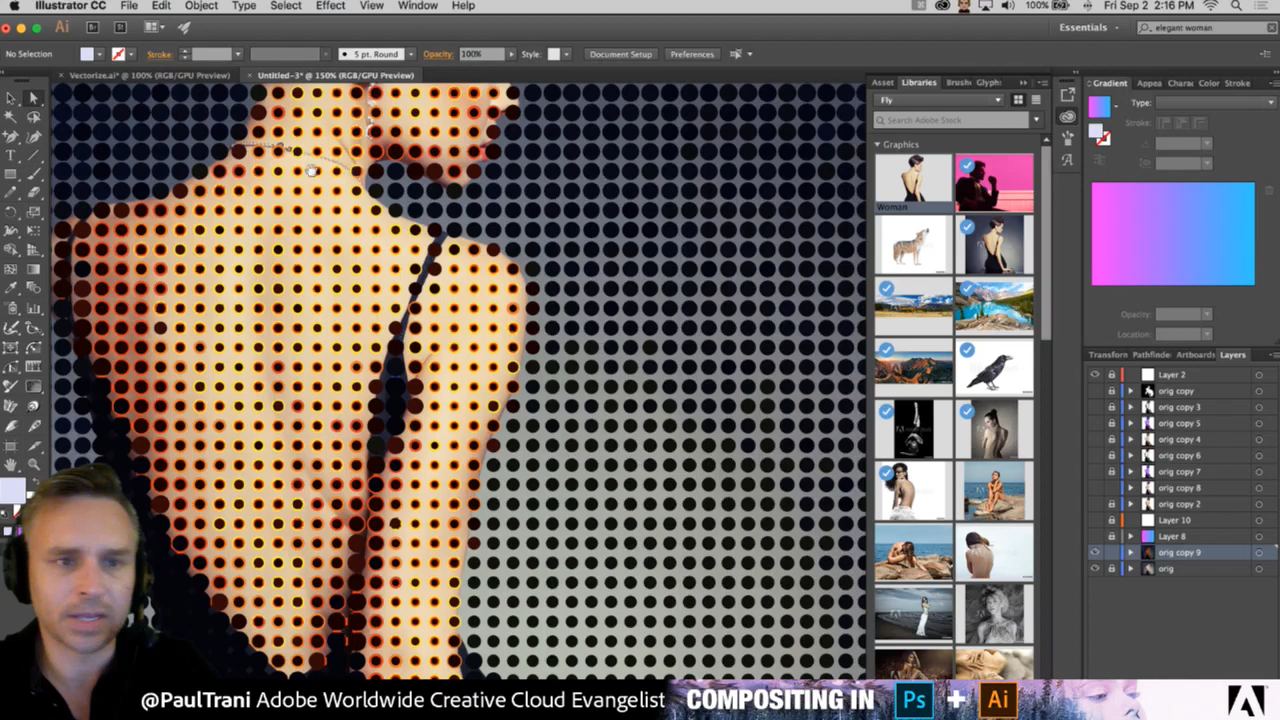 Illustrator CC File Edit Object Type Select Effect View Window Help
100% Fri Sep 2 2:16 PM
Ai Br St Essentials elegant woman
No Selection Stroke: 5 pt. Round Opacity: 100% Style: Document Setup Preferences
× Vectorize.ai* @ 100% (RGB/GPU Preview) × Untitled-3* @ 150% (RGB/GPU Preview)
Asset Libraries Brush Glyph:
Fly
Search Adobe Stock
Graphics
Woman
Gradient Appea Charac Color Stroke
Type:
Stroke:
Opacity:
Location:
Transform Pathfinde Artboards Layers
Layer 2
orig copy
orig copy 3
orig copy 5
orig copy 4
orig copy 6
orig copy 7
orig copy 8
orig copy 2
Layer 10
Layer 8
orig copy 9
orig
@PaulTrani Adobe Worldwide Creative Cloud Evangelist COMPOSITING IN Ps + Ai